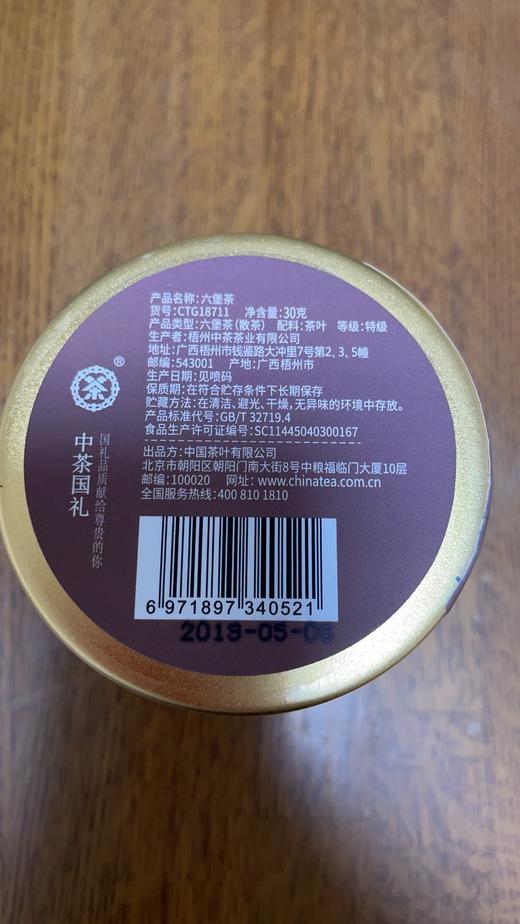 产品名称:六堡茶
货号:CTG18711 净含量:30克
产品类型:六堡茶(散茶) 配料:茶叶 等级:特级
生产者:梧州中茶茶业有限公司
地址:广西梧州市钱鉴路大冲里7号第2、3、5幢
邮编:543001 产地:广西梧州市
生产日期:见喷码
保质期:在符合贮存条件下长期保存
贮藏方法:在清洁、避光、干燥,无异味的环境中存放。
产品标准代号:GB/T 32719.4
食品生产许可证编号:SC11445040300167
出品方:中国茶叶有限公司
北京市朝阳区朝阳门南大街8号中粮福临门大厦10层
邮编:100020 网址:www.chinatea.com.cn
全国服务热线:400 810 1810
茶®
中茶国礼
国礼品质献给尊贵的你
6 971897 340521
2019-05-05